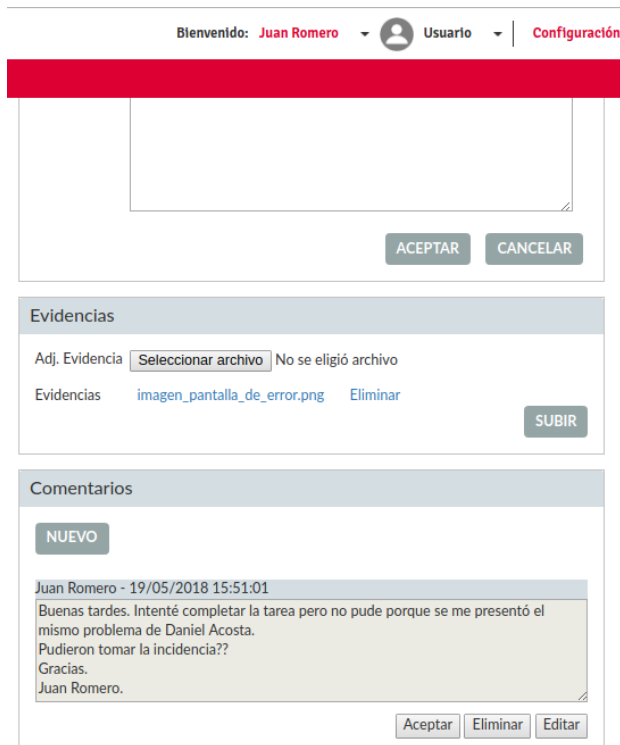 Bienvenido: Juan Romero Usuario Configuración
ACEPTAR CANCELAR
Evidencias
Adj. Evidencia Seleccionar archivo No se eligió archivo
Evidencias imagen_pantalla_de_error.png Eliminar
SUBIR
Comentarios
NUEVO
Juan Romero - 19/05/2018 15:51:01
Buenas tardes. Intenté completar la tarea pero no pude porque se me presentó el
mismo problema de Daniel Acosta.
Pudieron tomar la incidencia??
Gracias.
Juan Romero.
Aceptar Eliminar Editar